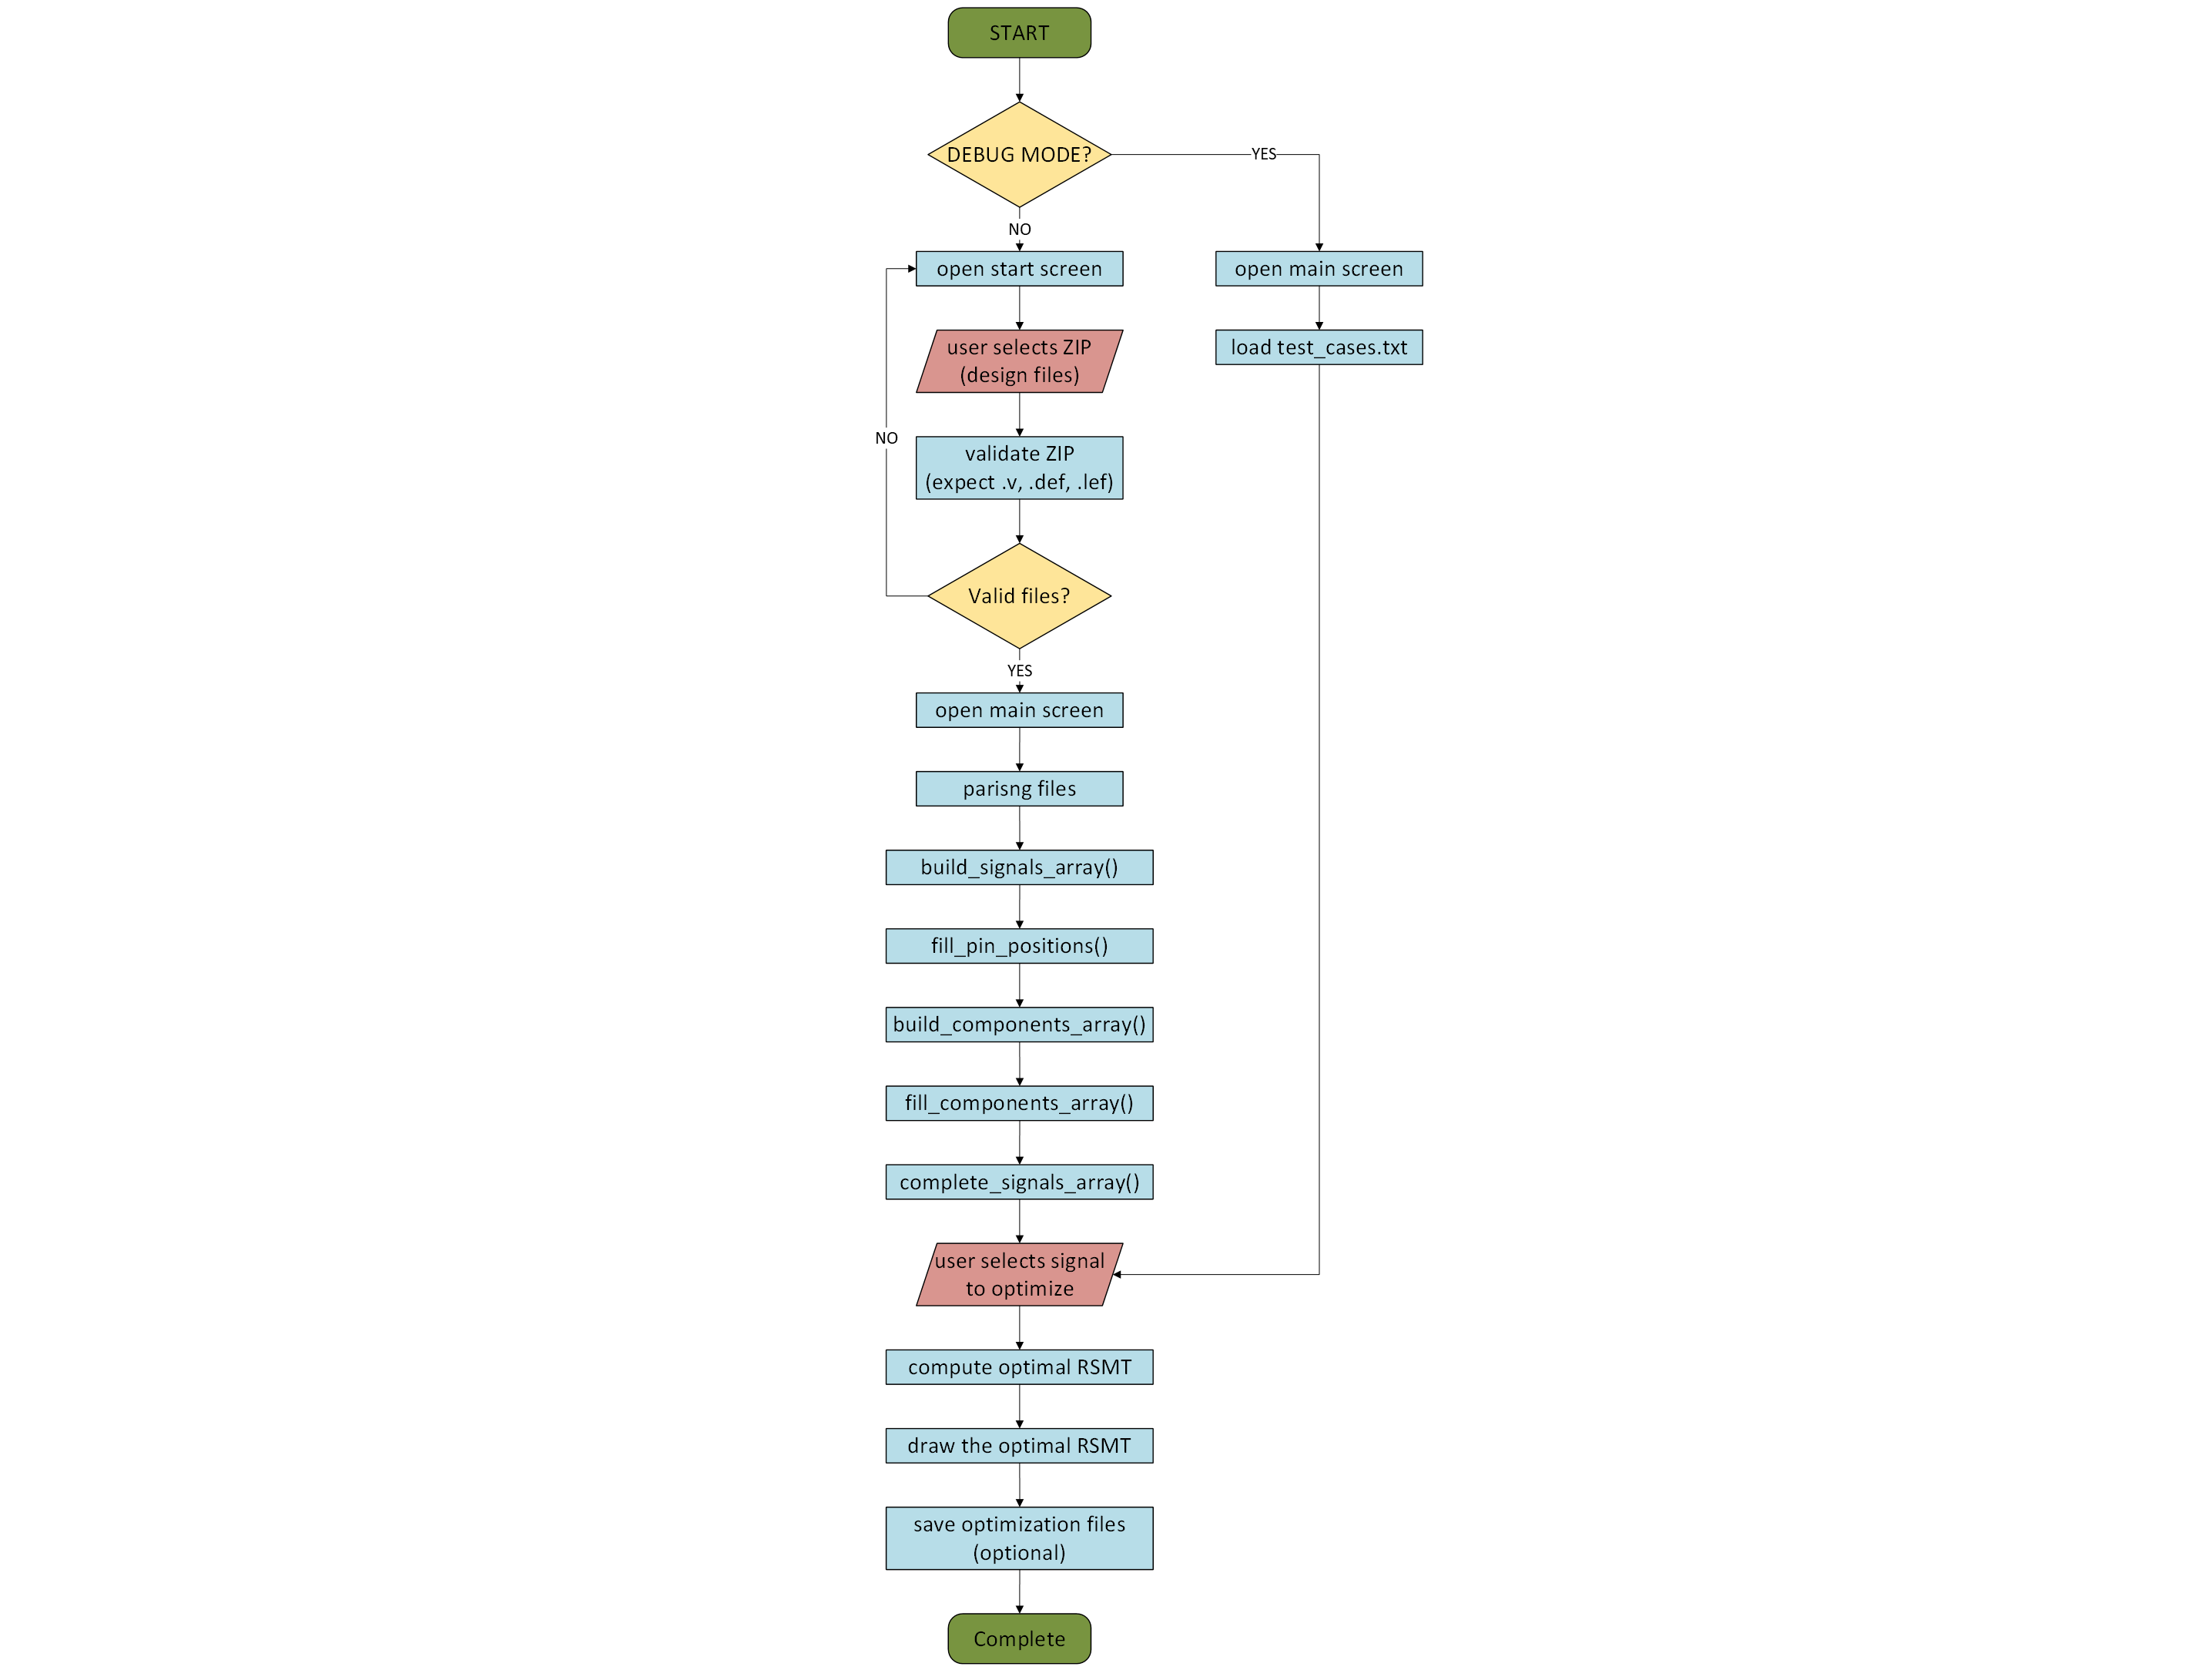 START
DEBUG MODE?
YES
NO
open start screen
open main screen
user selects ZIP
(design files)
load test_cases.txt
NO
validate ZIP
(expect .v, .def, .lef)
Valid files?
YES
open main screen
parisng files
build_signals_array()
fill_pin_positions()
build_components_array()
fill_components_array()
complete_signals_array()
user selects signal
to optimize
compute optimal RSMT
draw the optimal RSMT
save optimization files
(optional)
Complete